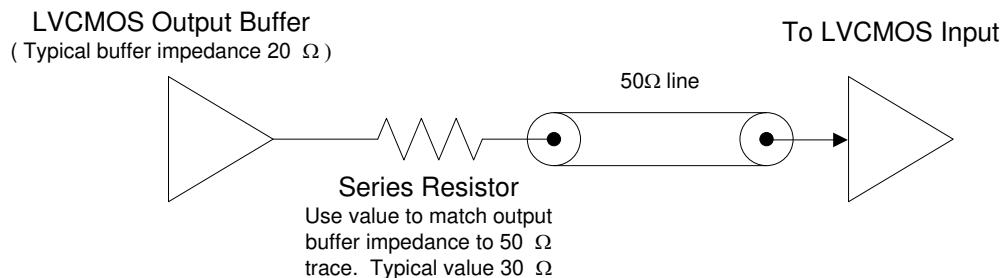 LVCMOS Output Buffer
( Typical buffer impedance 20 Ω )
To LVCMOS Input
50Ω line
Series Resistor
Use value to match output
buffer impedance to 50 Ω
trace. Typical value 30 Ω